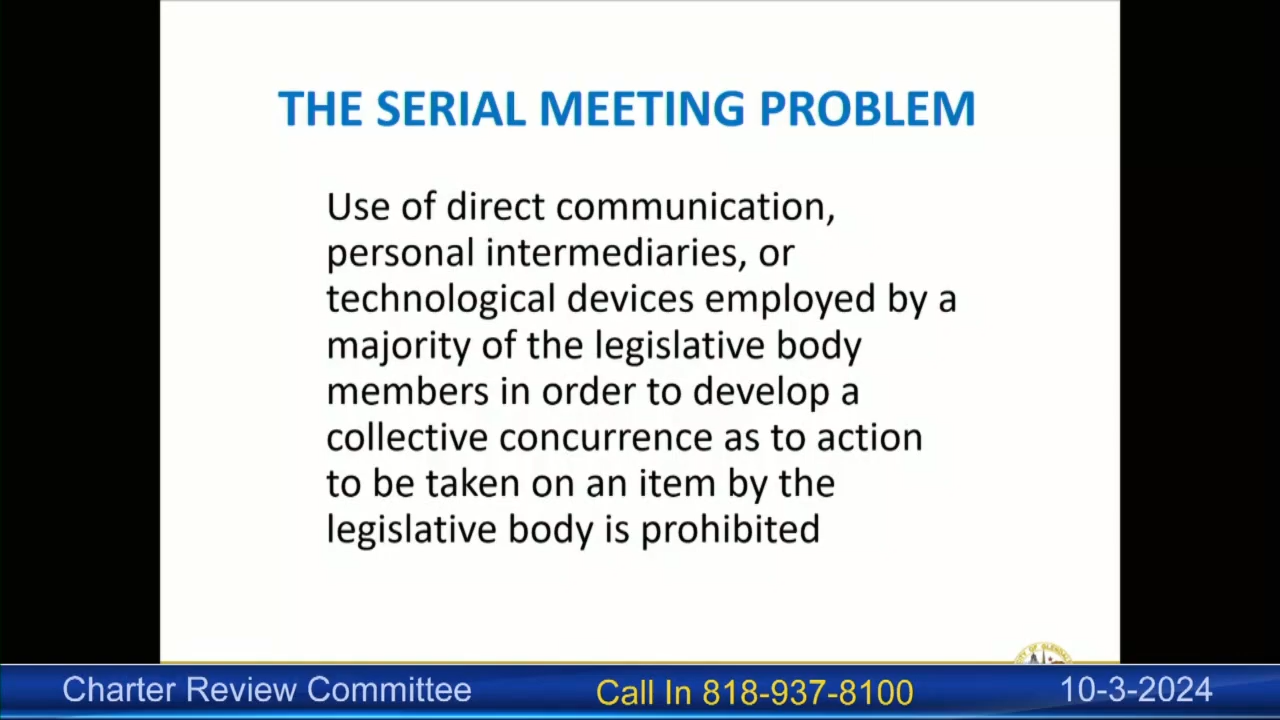 THE SERIAL MEETING PROBLEM
Use of direct communication,
personal intermediaries, or
technological devices employed by a
majority of the legislative body
members in order to develop a
collective concurrence as to action
to be taken on an item by the
legislative body is prohibited
Charter Review Committee
Call In 818-937-8100
10-3-2024